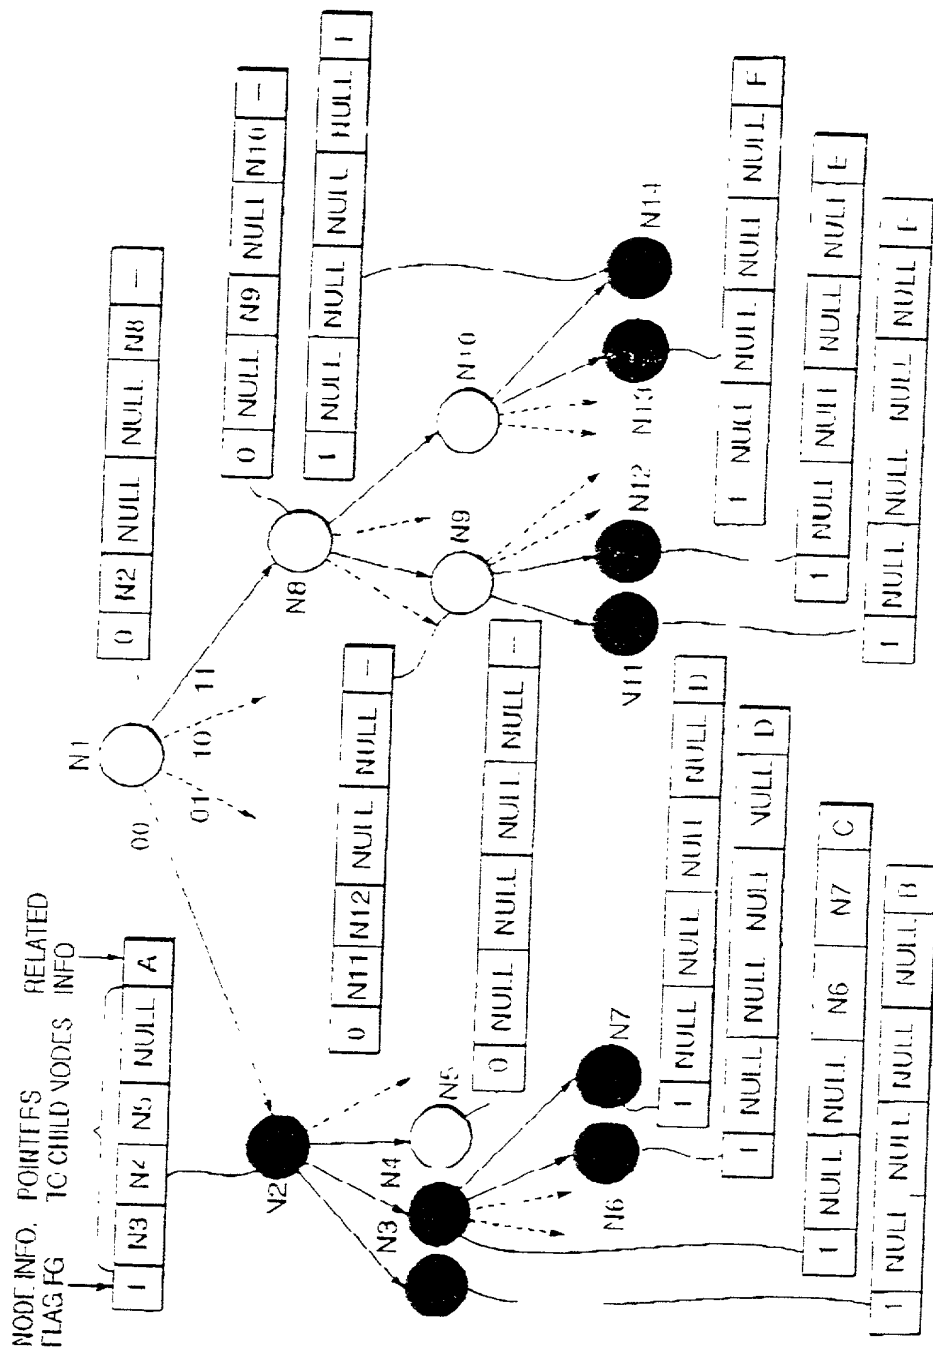 NODE INFO. POINTERS RELATED
FLAG FG TO CHILD NODES INFO
1 N3 N4 N5 NULL A
0 N2 NULL NULL N8 —
N1
00 01 10 11
0 NULL N9 NULL N10 —
1 NULL NULL NULL NULL
N2
N8
0 N11 N12 NULL NULL —
N3 N4 N5
N9 N10
0 NULL NULL NULL NULL —
N6 N7
N11 N12 N13 N14
1 NULL NULL NULL NULL D
1 NULL NULL NULL NULL D
1 NULL NULL NULL NULL F
1 NULL NULL N6 N7 C
1 NULL NULL NULL NULL E
1 NULL NULL NULL NULL B
1 NULL NULL NULL NULL